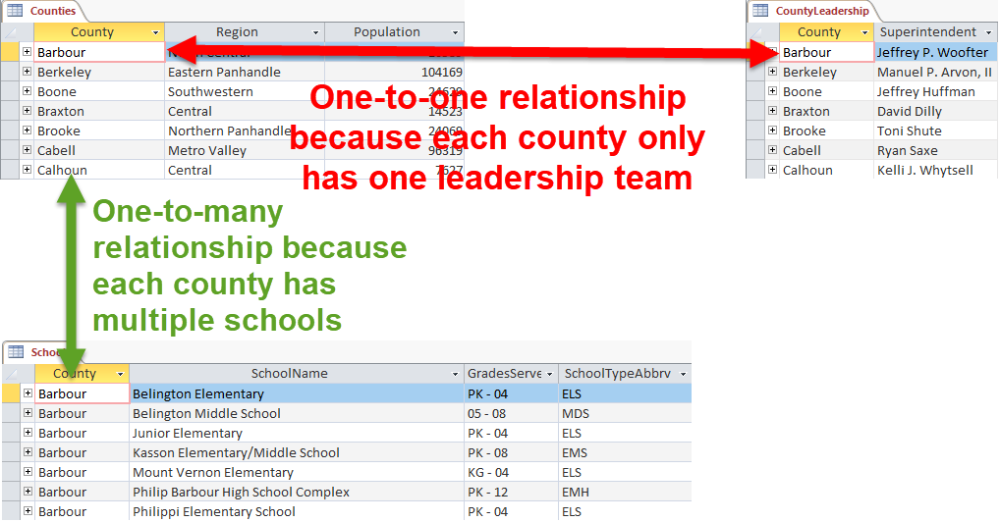 Counties
County Region Population
Barbour
Berkeley Eastern Panhandle 104169
Boone Southwestern 24629
Braxton Central 14523
Brooke Northern Panhandle 24069
Cabell Metro Valley 96319
Calhoun Central 7627
CountyLeadership
County Superintendent
Barbour Jeffrey P. Woofter
Berkeley Manuel P. Arvon, II
Boone Jeffrey Huffman
Braxton David Dilly
Brooke Toni Shute
Cabell Ryan Saxe
Calhoun Kelli J. Whytsell
One-to-one relationship
because each county only
has one leadership team
One-to-many
relationship because
each county has
multiple schools
County SchoolName GradesServe SchoolTypeAbbrv
Barbour Belington Elementary PK - 04 ELS
Barbour Belington Middle School 05 - 08 MDS
Barbour Junior Elementary PK - 04 ELS
Barbour Kasson Elementary/Middle School PK - 08 EMS
Barbour Mount Vernon Elementary KG - 04 ELS
Barbour Philip Barbour High School Complex PK - 12 EMH
Barbour Philippi Elementary School PK - 04 ELS